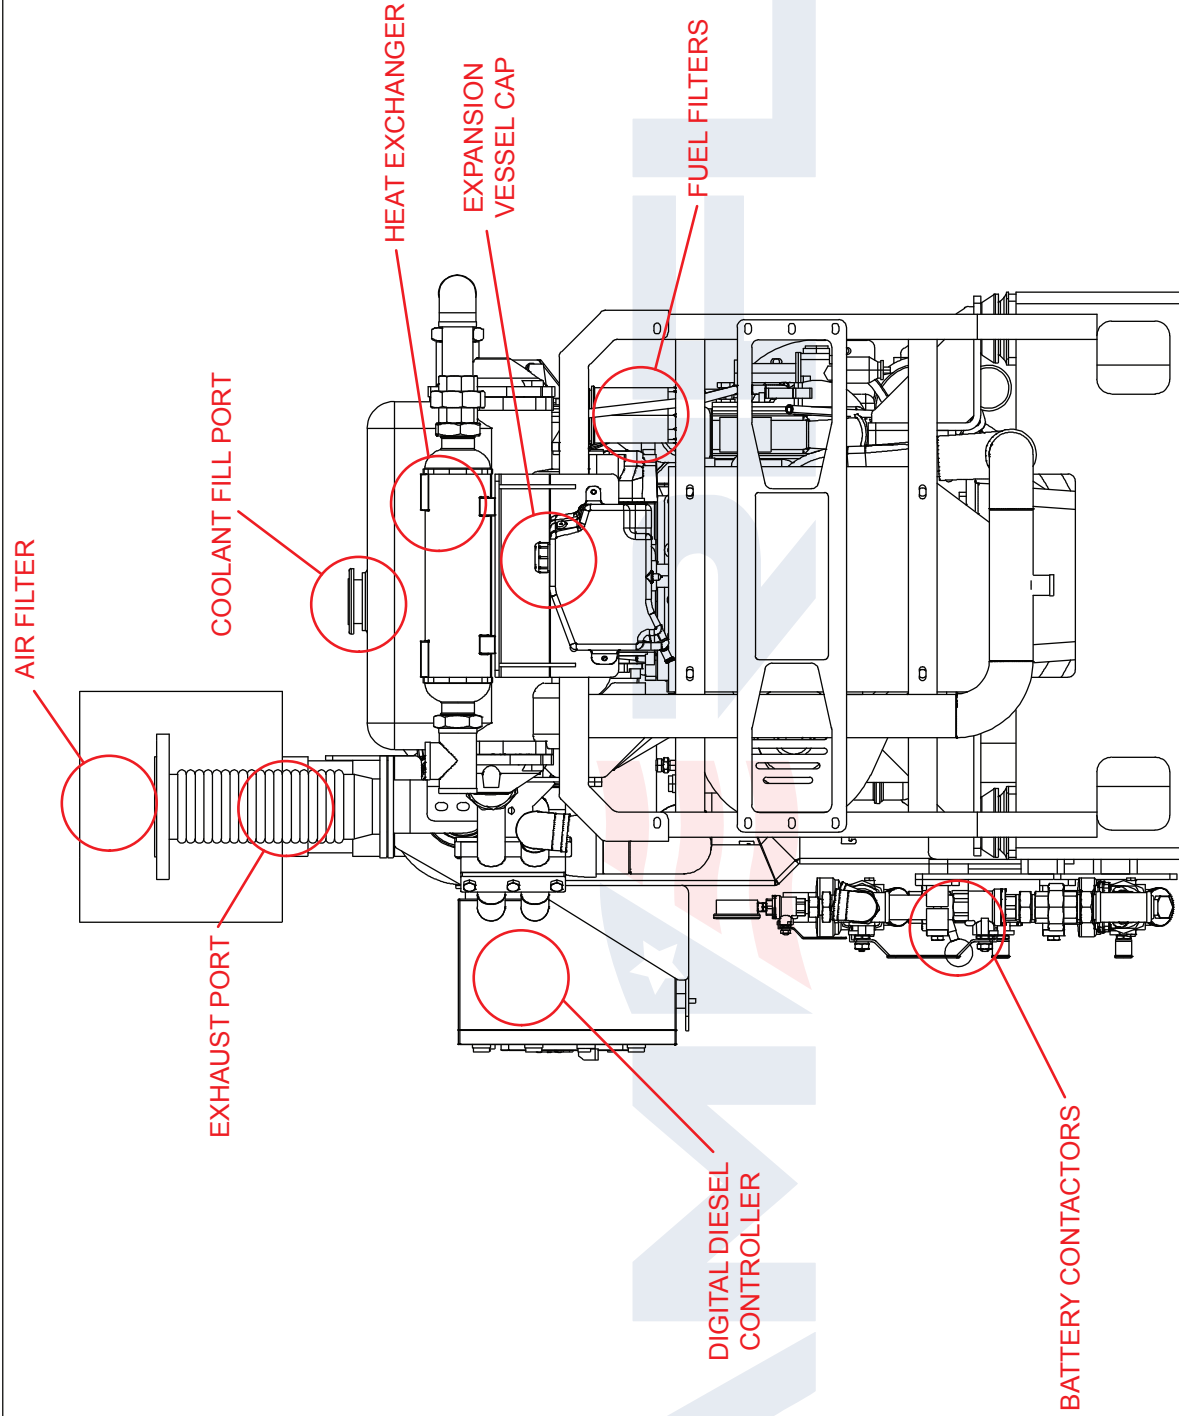 AIR FILTER
COOLANT FILL PORT
HEAT EXCHANGER
EXPANSION
VESSEL CAP
FUEL FILTERS
EXHAUST PORT
DIGITAL DIESEL
CONTROLLER
BATTERY CONTACTORS